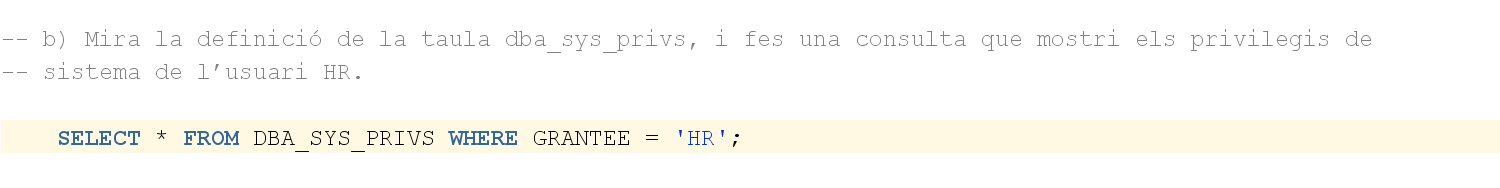 -- b) Mira la definició de la taula dba_sys_privs, i fes una consulta que mostri els privilegis de
-- sistema de l’usuari HR.
SELECT * FROM DBA_SYS_PRIVS WHERE GRANTEE = 'HR';